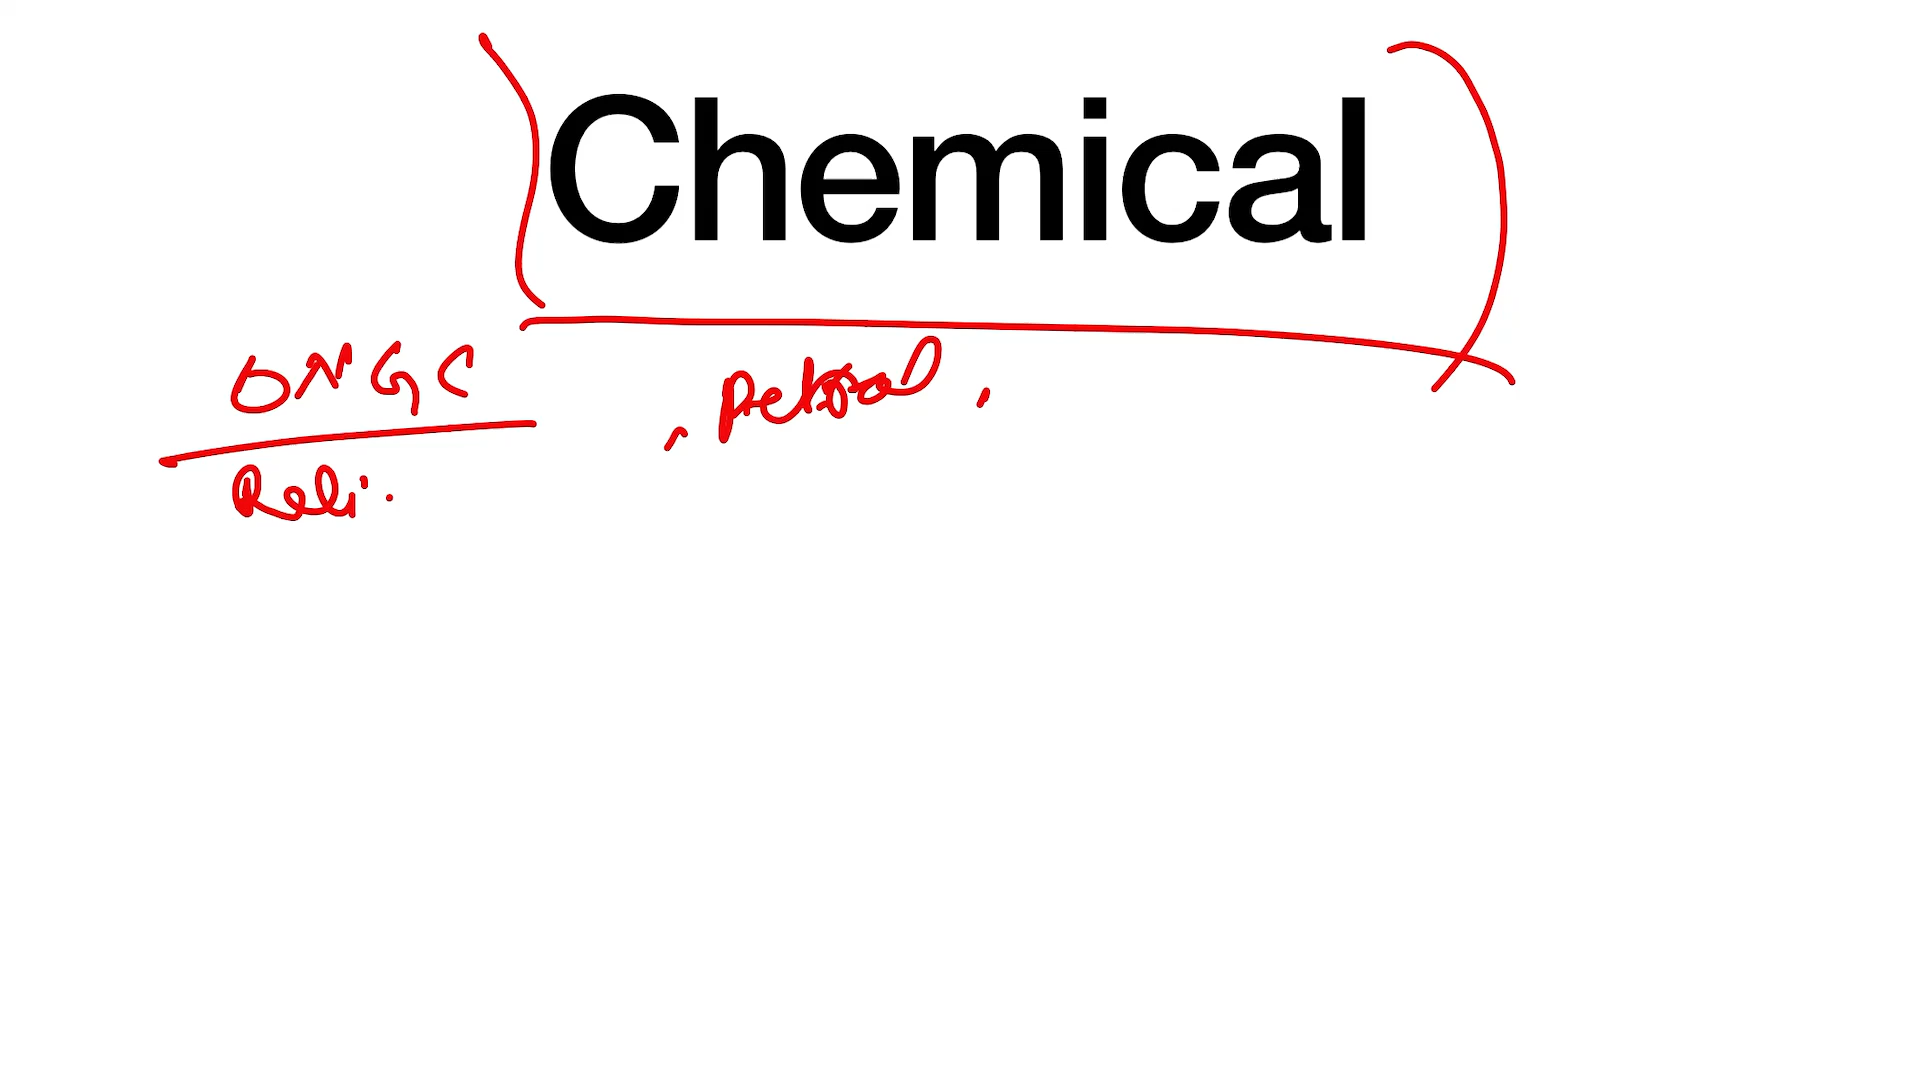 Chemical
ONGC , Petrol ,
Reli.